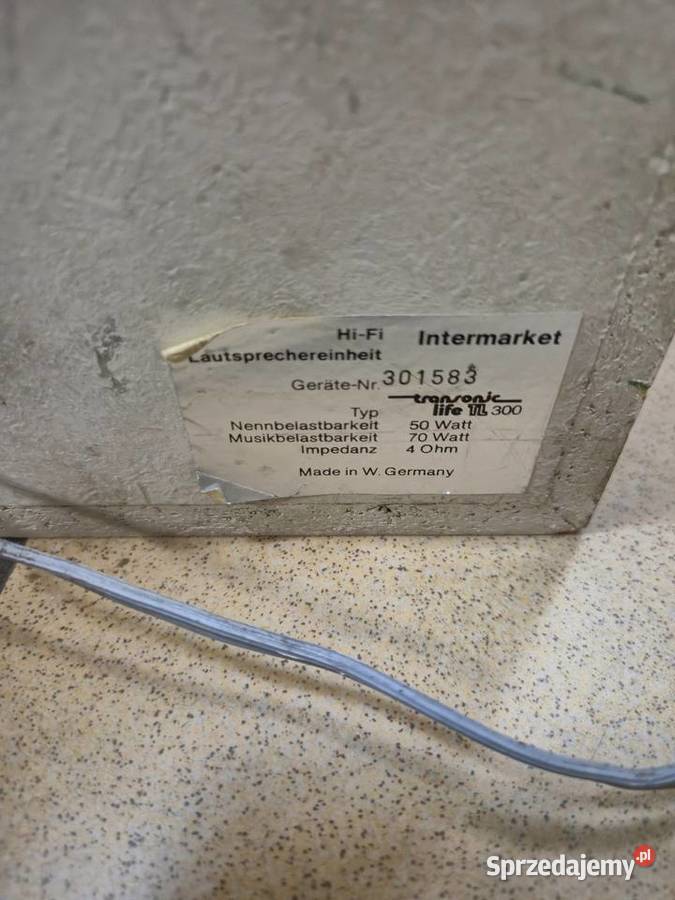 Hi-Fi Intermarket
Lautsprechereinheit
Geräte-Nr. 301583
transonic
Typ life TL 300
Nennbelastbarkeit 50 Watt
Musikbelastbarkeit 70 Watt
Impedanz 4 Ohm
Made in W. Germany
Sprzedajemy.pl